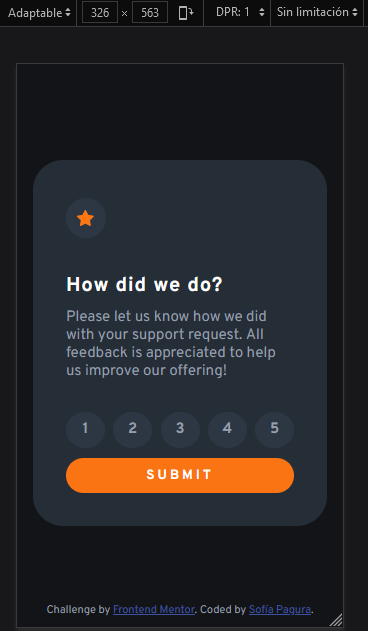 Adaptable 326 × 563 DPR: 1 Sin limitación
How did we do?
Please let us know how we did
with your support request. All
feedback is appreciated to help
us improve our offering!
1 2 3 4 5
SUBMIT
Challenge by Frontend Mentor. Coded by Sofía Pagura.